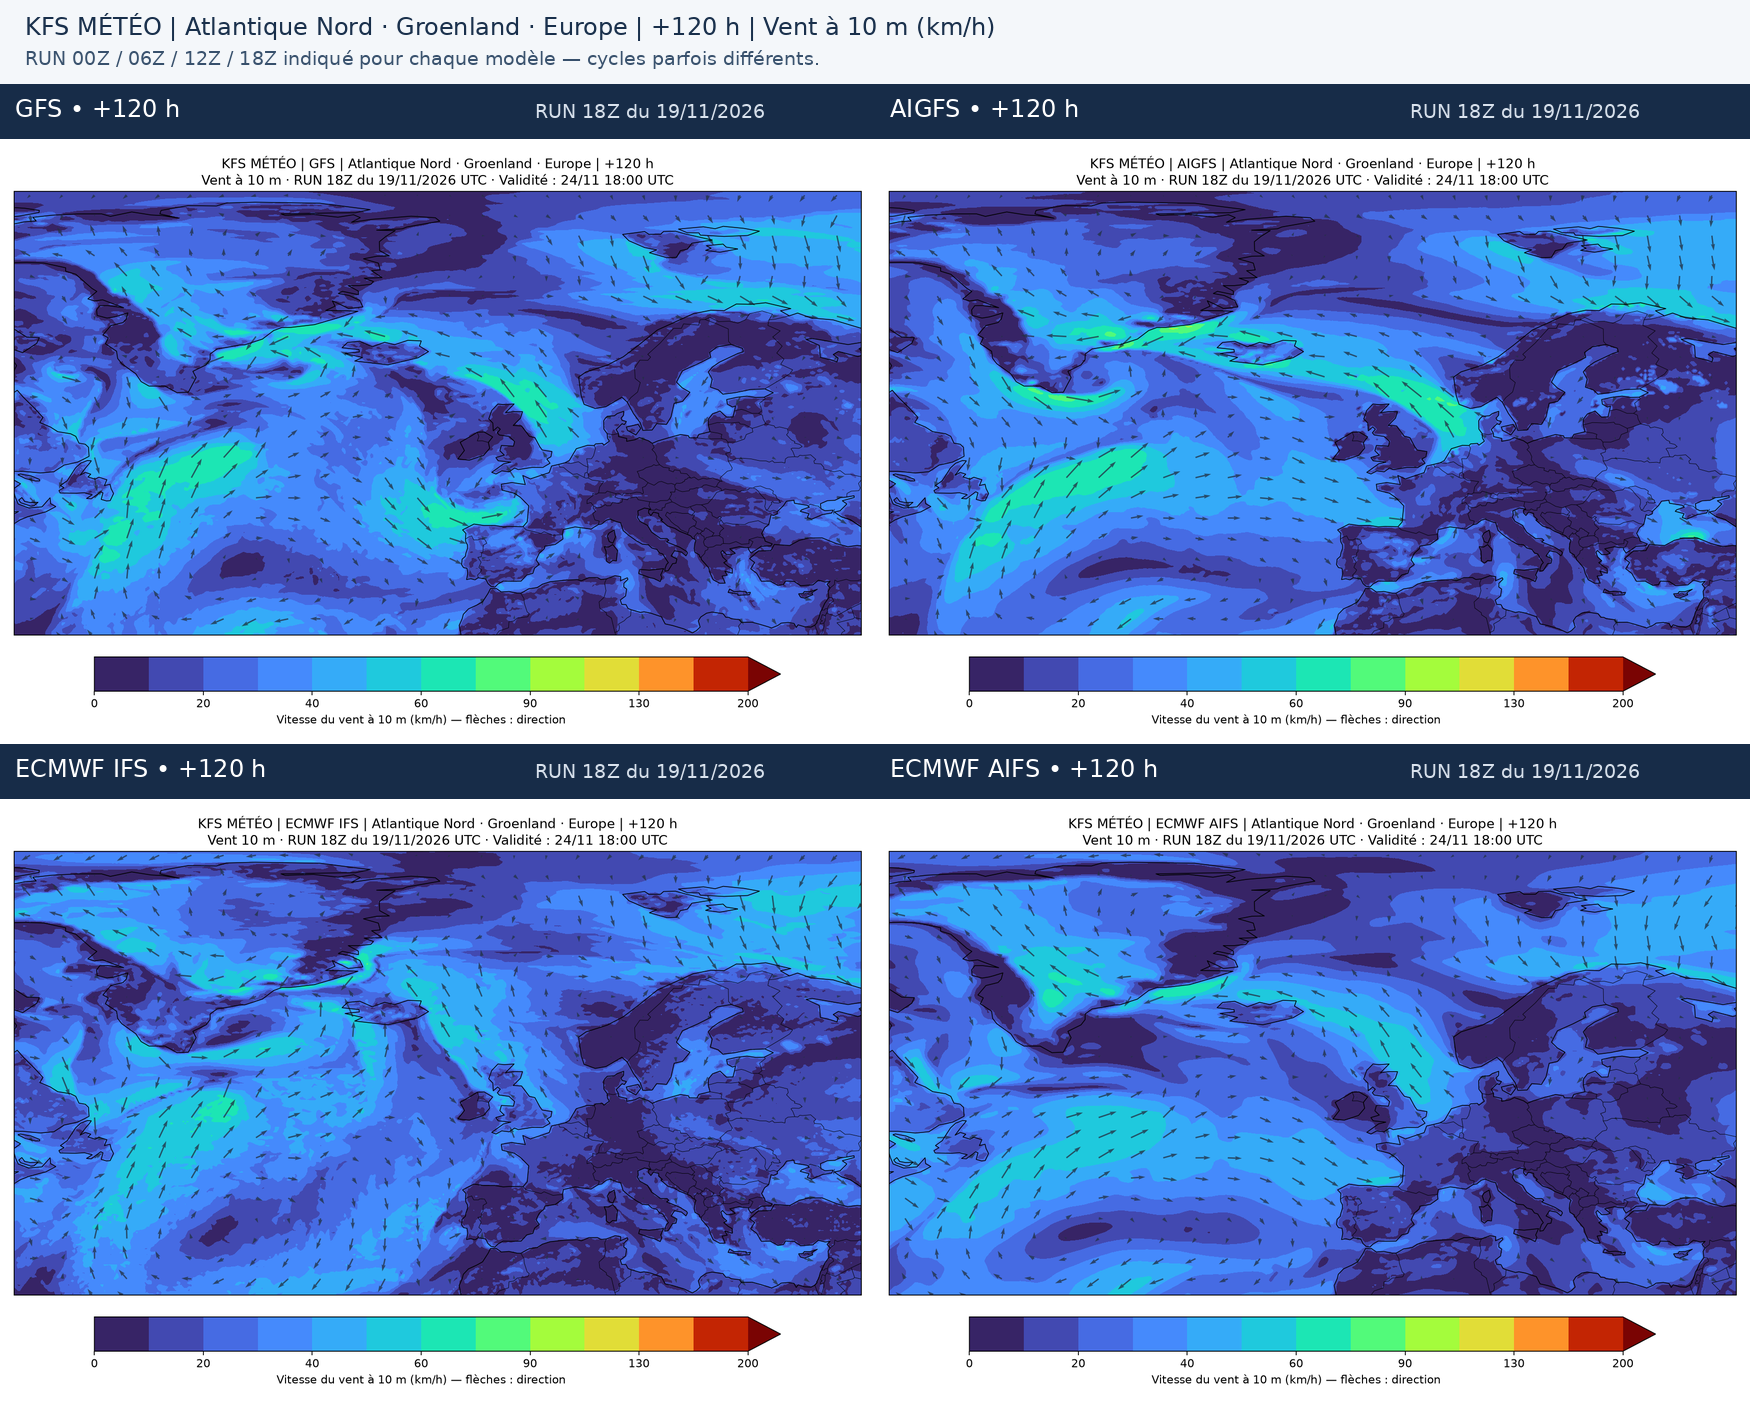 KFS MÉTÉO | Atlantique Nord · Groenland · Europe | +120 h | Vent à 10 m (km/h)
RUN 00Z / 06Z / 12Z / 18Z indiqué pour chaque modèle — cycles parfois différents.
GFS • +120 h
RUN 18Z du 19/11/2026
KFS MÉTÉO | GFS | Atlantique Nord · Groenland · Europe | +120 h
Vent à 10 m · RUN 18Z du 19/11/2026 UTC · Validité : 24/11 18:00 UTC
0 20 40 60 90 130 200
Vitesse du vent à 10 m (km/h) — flèches : direction
AIGFS • +120 h
RUN 18Z du 19/11/2026
KFS MÉTÉO | AIGFS | Atlantique Nord · Groenland · Europe | +120 h
Vent à 10 m · RUN 18Z du 19/11/2026 UTC · Validité : 24/11 18:00 UTC
0 20 40 60 90 130 200
Vitesse du vent à 10 m (km/h) — flèches : direction
ECMWF IFS • +120 h
RUN 18Z du 19/11/2026
KFS MÉTÉO | ECMWF IFS | Atlantique Nord · Groenland · Europe | +120 h
Vent 10 m · RUN 18Z du 19/11/2026 UTC · Validité : 24/11 18:00 UTC
0 20 40 60 90 130 200
Vitesse du vent à 10 m (km/h) — flèches : direction
ECMWF AIFS • +120 h
RUN 18Z du 19/11/2026
KFS MÉTÉO | ECMWF AIFS | Atlantique Nord · Groenland · Europe | +120 h
Vent 10 m · RUN 18Z du 19/11/2026 UTC · Validité : 24/11 18:00 UTC
0 20 40 60 90 130 200
Vitesse du vent à 10 m (km/h) — flèches : direction